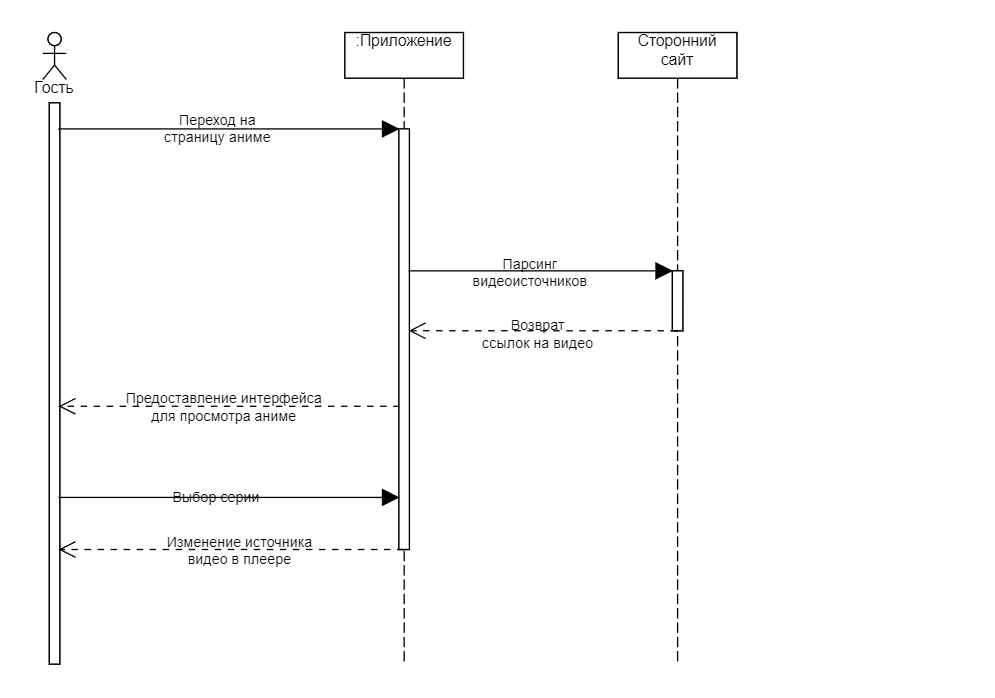 :Приложение
Сторонний
сайт
Гость
Переход на
страницу аниме
Парсинг
видеоисточников
Возврат
ссылок на видео
Предоставление интерфейса
для просмотра аниме
Выбор серии
Изменение источника
видео в плеере